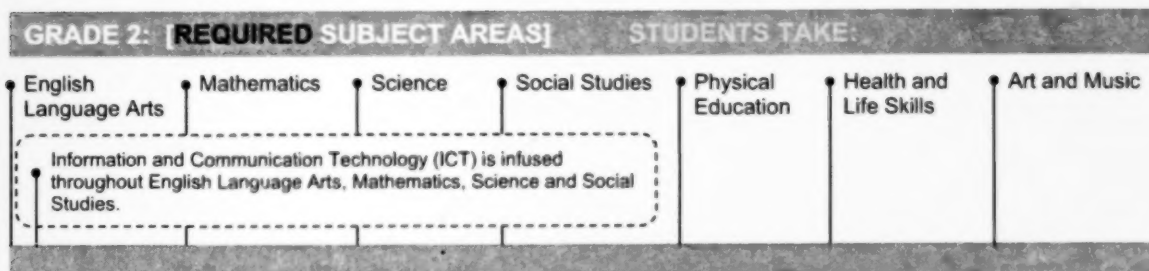 GRADE 2: [REQUIRED SUBJECT AREAS] STUDENTS TAKE:
English
Language Arts
Mathematics
Science
Social Studies
Physical
Education
Health and
Life Skills
Art and Music
Information and Communication Technology (ICT) is infused
throughout English Language Arts, Mathematics, Science and Social
Studies.